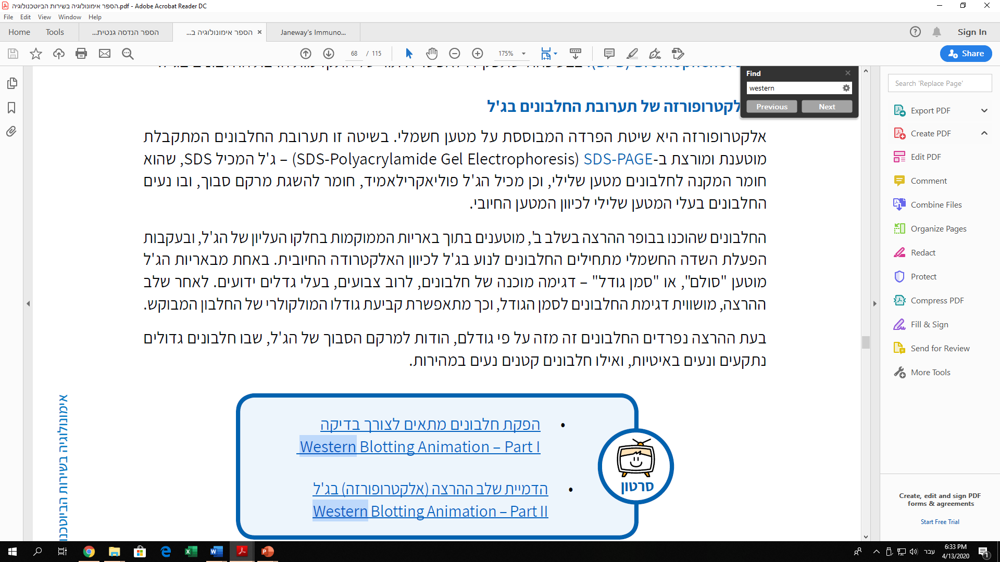 הספר אימונולוגיה בשירות הביוטכנולוגיה.pdf - Adobe Acrobat Reader DC
File Edit View Window Help
Home Tools
הספר הנדסה גנטית...
הספר אימונולוגיה ב...
Janeway's Immuno...
Sign In
68 / 115
175%
Share
Find
western
Previous Next
לקטרופורזה של תערובת החלבונים בג'ל
אלקטרופורזה היא שיטת הפרדה המבוססת על מטען חשמלי. בשיטה זו תערובת החלבונים המתקבלת
מוטענת ומורצת ב-SDS-PAGE (SDS-Polyacrylamide Gel Electrophoresis) – ג'ל המכיל SDS, שהוא
חומר המקנה לחלבונים מטען שלילי, וכן מכיל הג'ל פוליאקרילאמיד, חומר להשגת מרקם סבוך, ובו נעים
החלבונים בעלי המטען שלילי לכיוון המטען החיובי.
החלבונים שהוכנו בבופר ההרצה בשלב ב', מוטענים בתוך באריות הממוקמות בחלקו העליון של הג'ל, ובעקבות
הפעלת השדה החשמלי מתחילים החלבונים לנוע בג'ל לכיוון האלקטרודה החיובית. באחת מבאריות הג'ל
מוטען "סולם", או "סמן גודל" – דגימה מוכנה של חלבונים, לרוב צבועים, בעלי גדלים ידועים. לאחר שלב
ההרצה, מושווית דגימת החלבונים לסמן הגודל, וכך מתאפשרת קביעת גודלו המולקולרי של החלבון המבוקש.
בעת ההרצה נפרדים החלבונים זה מזה על פי גודלם, הודות למרקם הסבוך של הג'ל, שבו חלבונים גדולים
נתקעים ונעים באיטיות, ואילו חלבונים קטנים נעים במהירות.
• הפקת חלבונים מתאים לצורך בדיקה
Western Blotting Animation – Part I
• הדמיית שלב ההרצה (אלקטרופורזה) בג'ל
Western Blotting Animation – Part II
סרטון
אימונולוגיה בשירות הביוטכנו
Search 'Replace Page'
Export PDF
Create PDF
Edit PDF
Comment
Combine Files
Organize Pages
Redact
Protect
Compress PDF
Fill & Sign
Send for Review
More Tools
Create, edit and sign PDF
forms & agreements
Start Free Trial
עבר
6:33 PM
4/13/2020
1